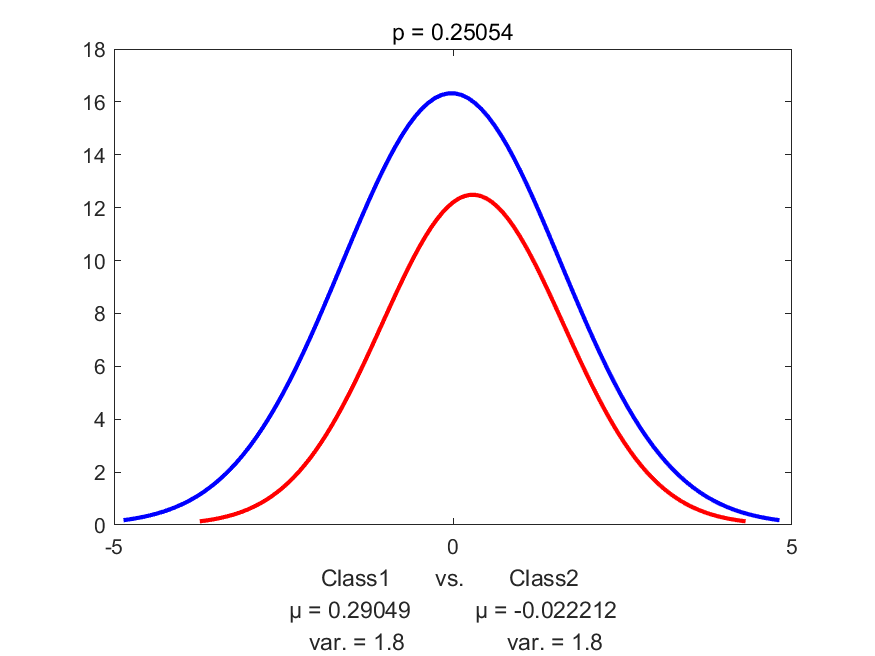 p = 0.25054
18
16
14
12
10
8
6
4
2
0
-5 0 5
Class1 vs. Class2
μ = 0.29049 μ = -0.022212
var. = 1.8 var. = 1.8